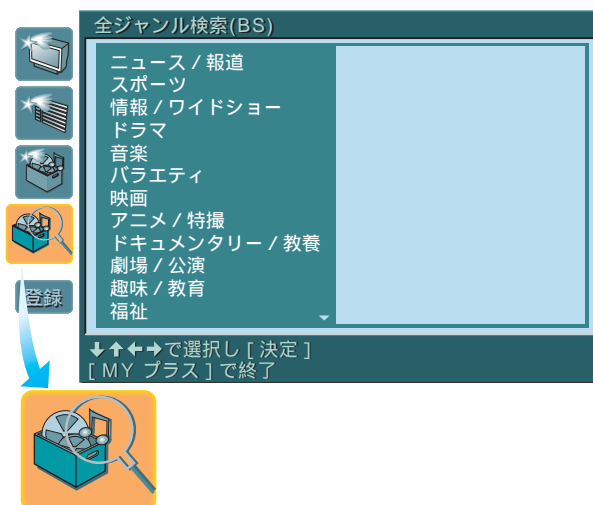 全ジャンル検索(BS)
ニュース / 報道
スポーツ
情報 / ワイドショー
ドラマ
音楽
バラエティ
映画
アニメ / 特撮
ドキュメンタリー / 教養
劇場 / 公演
趣味 / 教育
福祉
登録
↓↑←→で選択し [ 決定 ]
[ MY プラス ] で終了